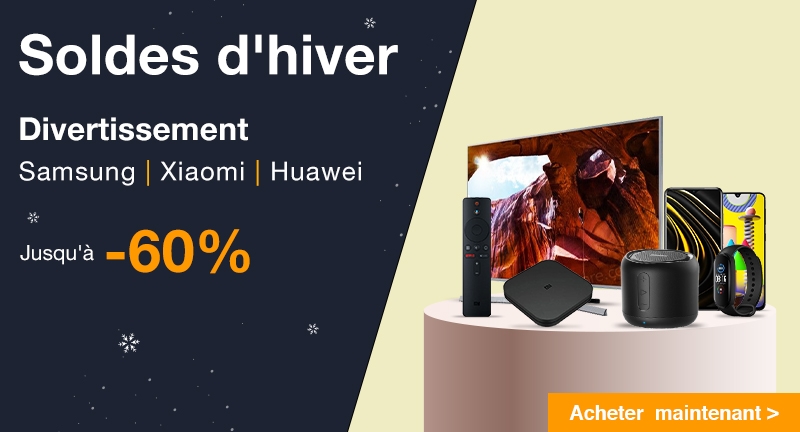 Soldes d'hiver
Divertissement
Samsung | Xiaomi | Huawei
Jusqu'à -60%
Acheter maintenant >